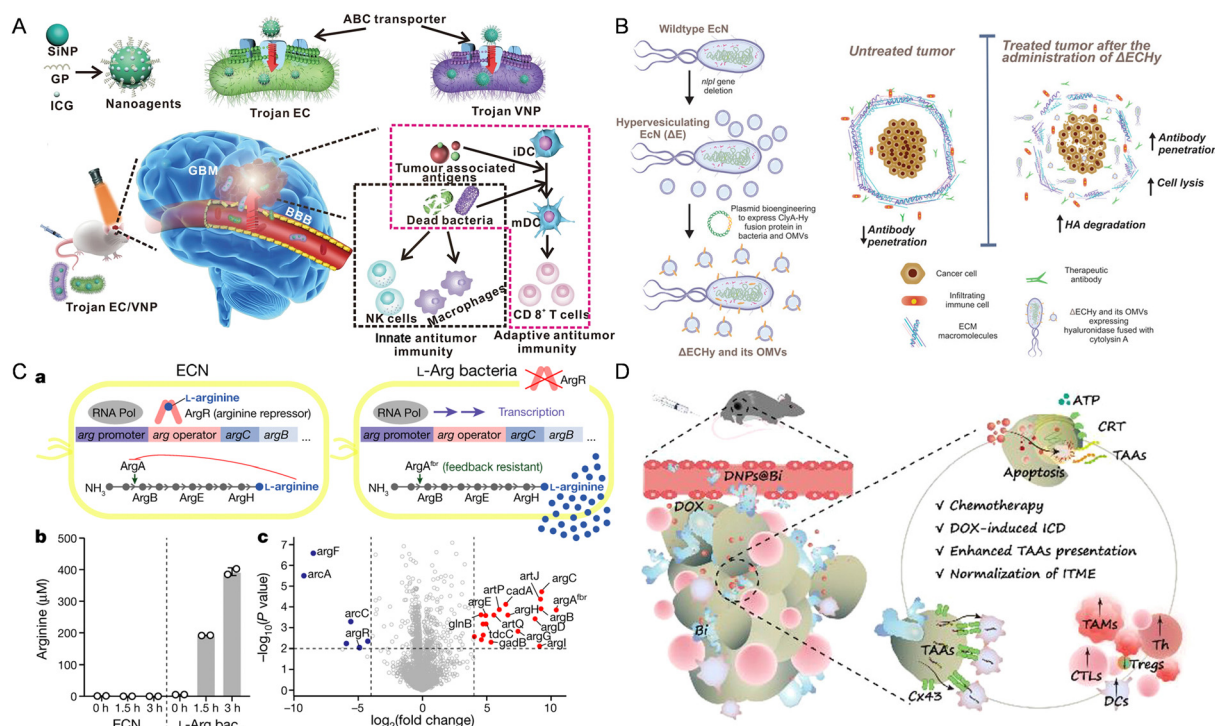 A
SiNP
GP
ICG
Nanoagents
ABC transporter
Trojan EC
Trojan VNP
GBM
BBB
Trojan EC/VNP
Tumour associated
antigens
Dead bacteria
iDC
mDC
NK cells
Macrophages
CD 8+ T cells
Innate antitumor
immunity
Adaptive antitumor
immunity
B
Wildtype EcN
nlpI gene
deletion
Hypervesiculating
EcN (ΔE)
Plasmid bioengineering
to express ClyA-Hy
fusion protein in
bacteria and OMVs
ΔECHy and its OMVs
Untreated tumor
Treated tumor after the
administration of ΔECHy
↓ Antibody
penetration
↑ Antibody
penetration
↑ Cell lysis
↑ HA degradation
Cancer cell
Infiltrating
immune cell
ECM
macromolecules
Therapeutic
antibody
ΔECHy and its OMVs
expressing
hyaluronidase fused with
cytolysin A
C
a
ECN
RNA Pol
L-arginine
ArgR (arginine repressor)
arg promoter
arg operator
argC
argB
...
ArgA
NH3
ArgB
ArgE
ArgH
L-arginine
L-Arg bacteria
ArgR
RNA Pol
Transcription
arg promoter
arg operator
argC
argB
...
ArgAfbr (feedback resistant)
NH3
ArgB
ArgE
ArgH
L-arginine
b
Arginine (µM)
500
400
300
200
100
0
0 h
1.5 h
3 h
0 h
1.5 h
3 h
ECN
L-Arg bac
c
−log10(P value)
7
6
5
4
3
2
1
0
−10
−5
0
5
10
log2(fold change)
argF
arcA
arcC
argR
artJ
argC
artP
cadA
argAfbr
argE
argH
argB
glnB
artQ
argD
tdcC
argG
gadB
argI
D
DNPs@Bi
DOX
Bi
ATP
CRT
TAAs
Apoptosis
√ Chemotherapy
√ DOX-induced ICD
√ Enhanced TAAs presentation
√ Normalization of ITME
TAAs
Cx43
TAMs
Th
Tregs
CTLs
DCs